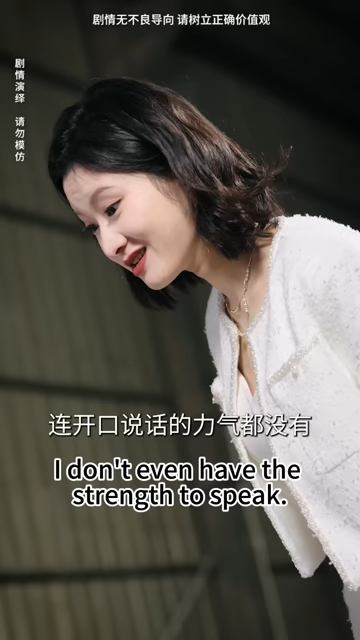 剧情无不良导向 请树立正确价值观
剧情演绎 请勿模仿
连开口说话的力气都没有
I don't even have the
strength to speak.